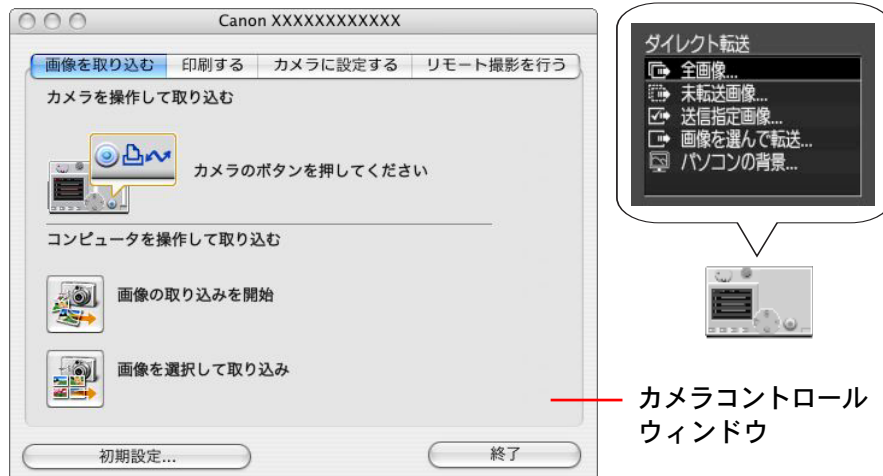 Canon XXXXXXXXXXXX
画像を取り込む 印刷する カメラに設定する リモート撮影を行う
カメラを操作して取り込む
カメラのボタンを押してください
コンピュータを操作して取り込む
画像の取り込みを開始
画像を選択して取り込み
初期設定... 終了
ダイレクト転送
全画像...
未転送画像...
送信指定画像...
画像を選んで転送...
パソコンの背景...
カメラコントロール
ウィンドウ